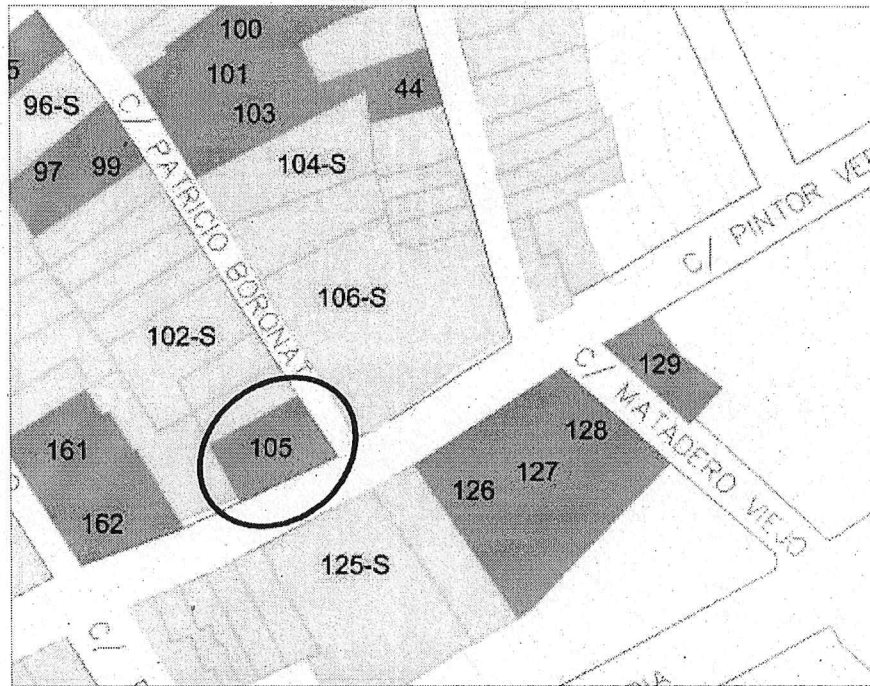 100
101
44
5
96-S
103
97
99
104-S
C/ PATRICIO BORONAT
C/ PINTOR
106-S
102-S
129
C/ MATADERO VIEJO
128
161
105
127
126
162
125-S
C/